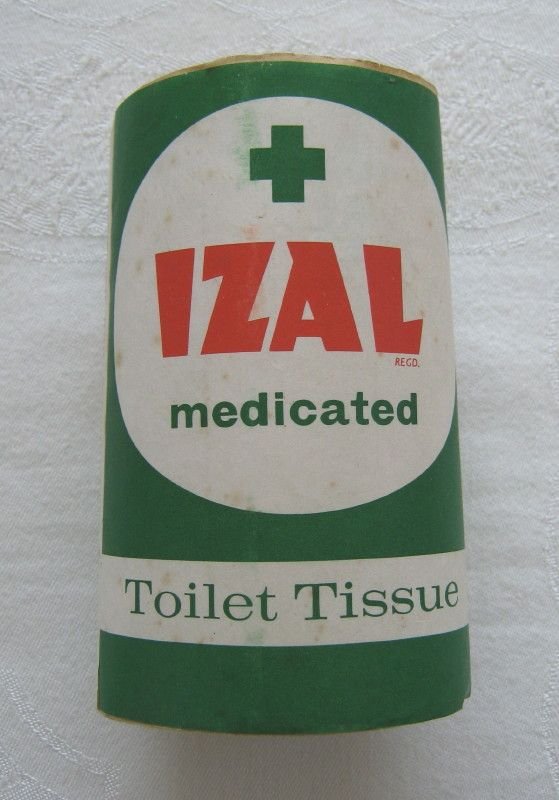 IZAL
REGD.
medicated
Toilet Tissue